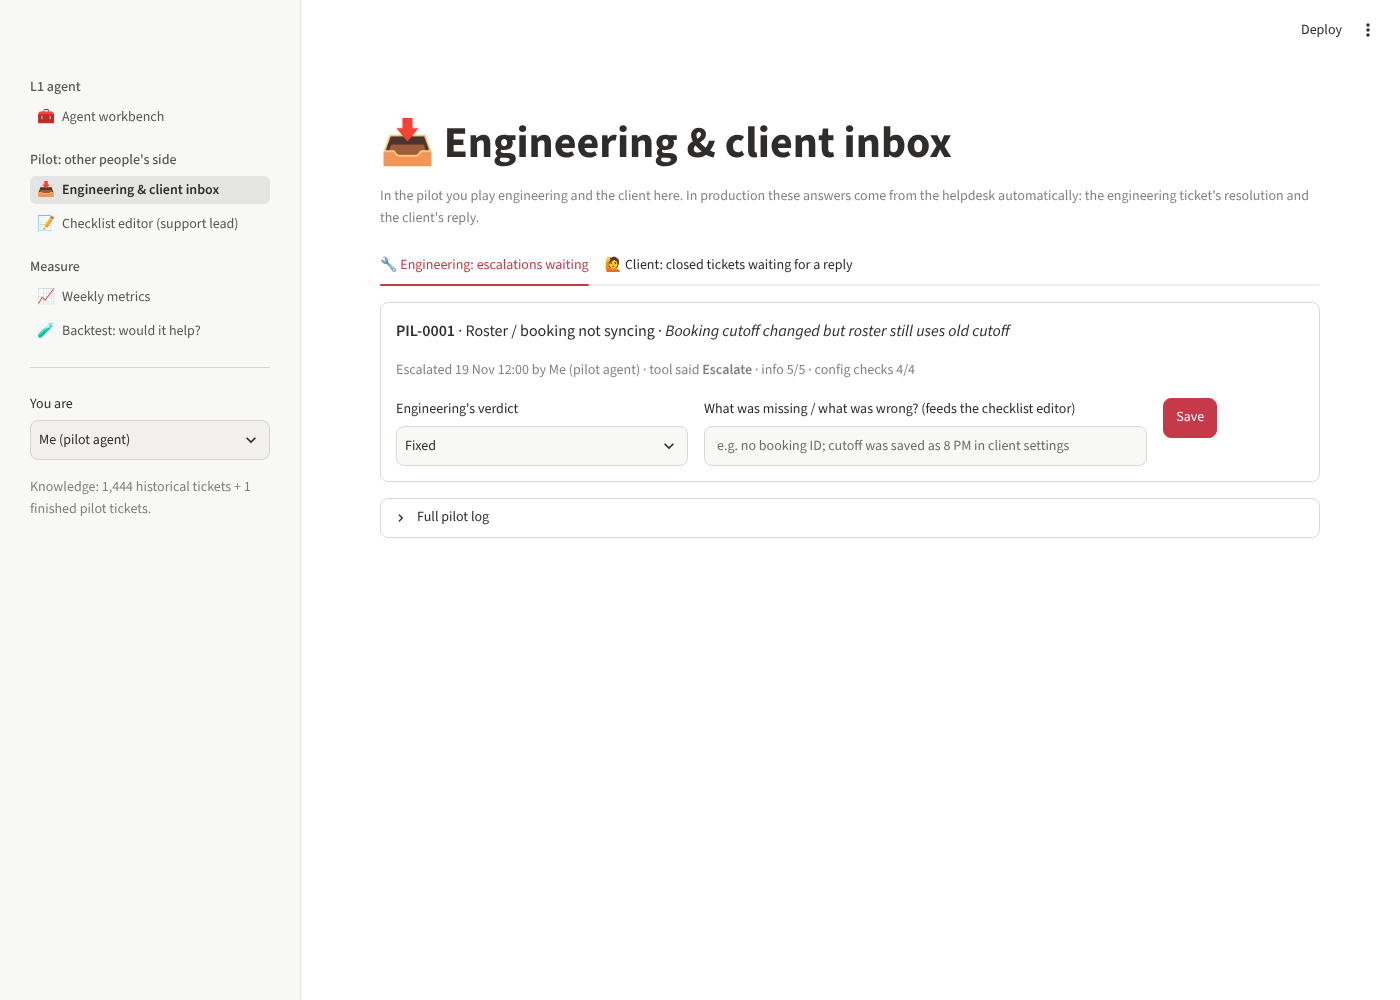 Deploy
L1 agent
Agent workbench
Pilot: other people's side
Engineering & client inbox
Checklist editor (support lead)
Measure
Weekly metrics
Backtest: would it help?
You are
Me (pilot agent)
Knowledge: 1,444 historical tickets + 1
finished pilot tickets.
Engineering & client inbox
In the pilot you play engineering and the client here. In production these answers come from the helpdesk automatically: the engineering ticket's resolution and
the client's reply.
Engineering: escalations waiting
Client: closed tickets waiting for a reply
PIL-0001 · Roster / booking not syncing · Booking cutoff changed but roster still uses old cutoff
Escalated 19 Nov 12:00 by Me (pilot agent) · tool said Escalate · info 5/5 · config checks 4/4
Engineering's verdict
Fixed
What was missing / what was wrong? (feeds the checklist editor)
e.g. no booking ID; cutoff was saved as 8 PM in client settings
Save
Full pilot log